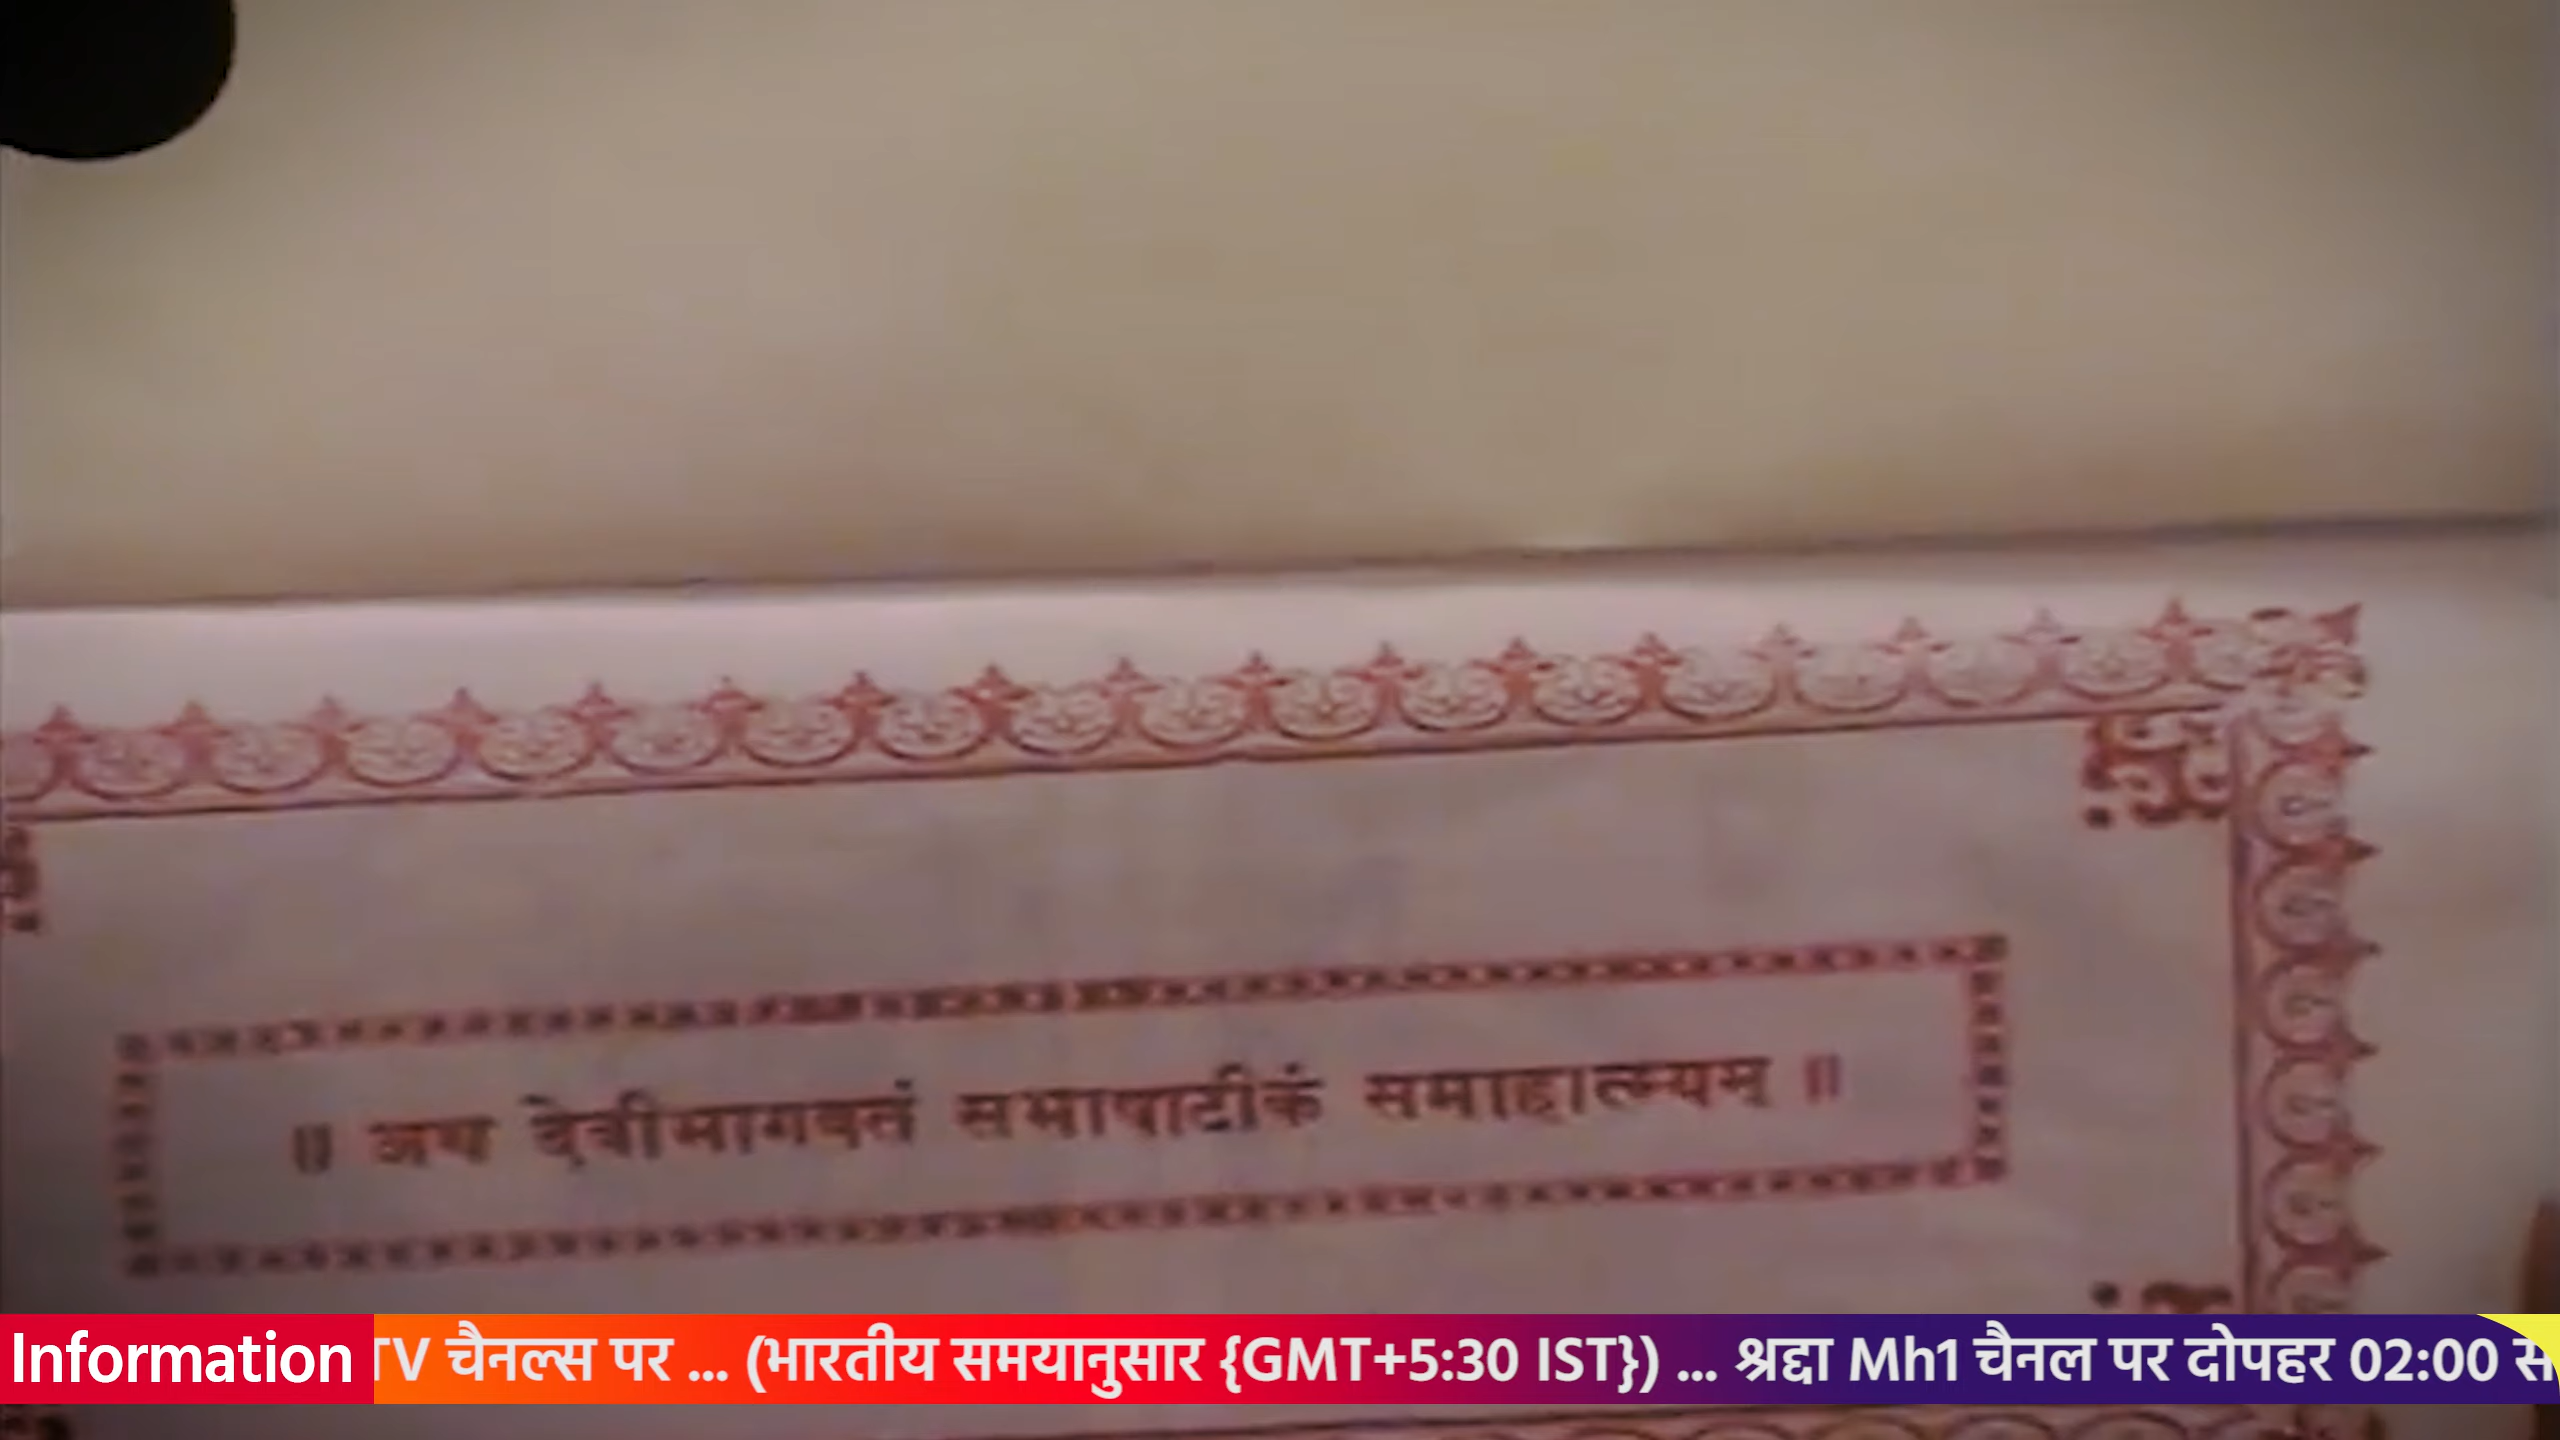 ॥ अथ देवीभागवतं सभाषाटीकं समाहात्म्यम् ॥
Information
TV चैनल्स पर ... (भारतीय समयानुसार {GMT+5:30 IST}) ... श्रद्दा Mh1 चैनल पर दोपहर 02:00 स